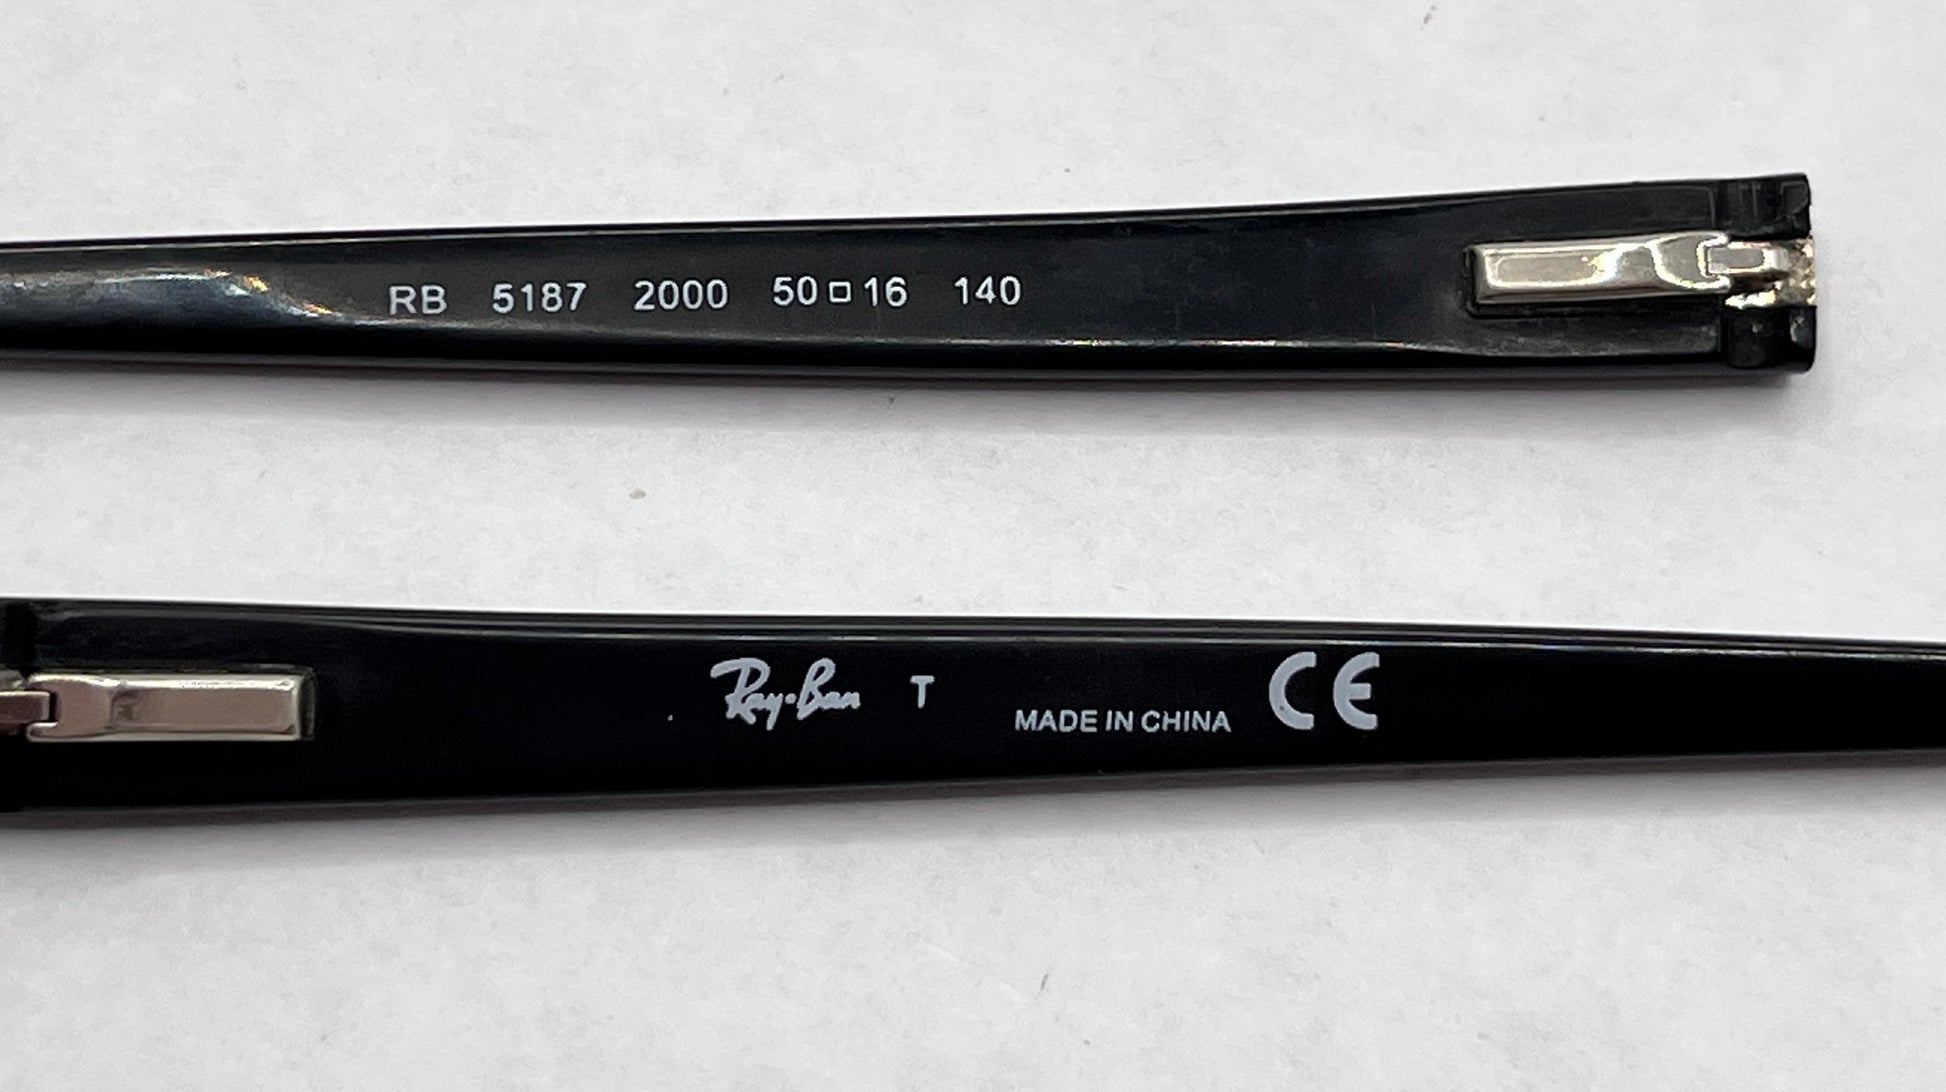 RB 5187 2000 50□16 140
Ray-Ban T MADE IN CHINA CE